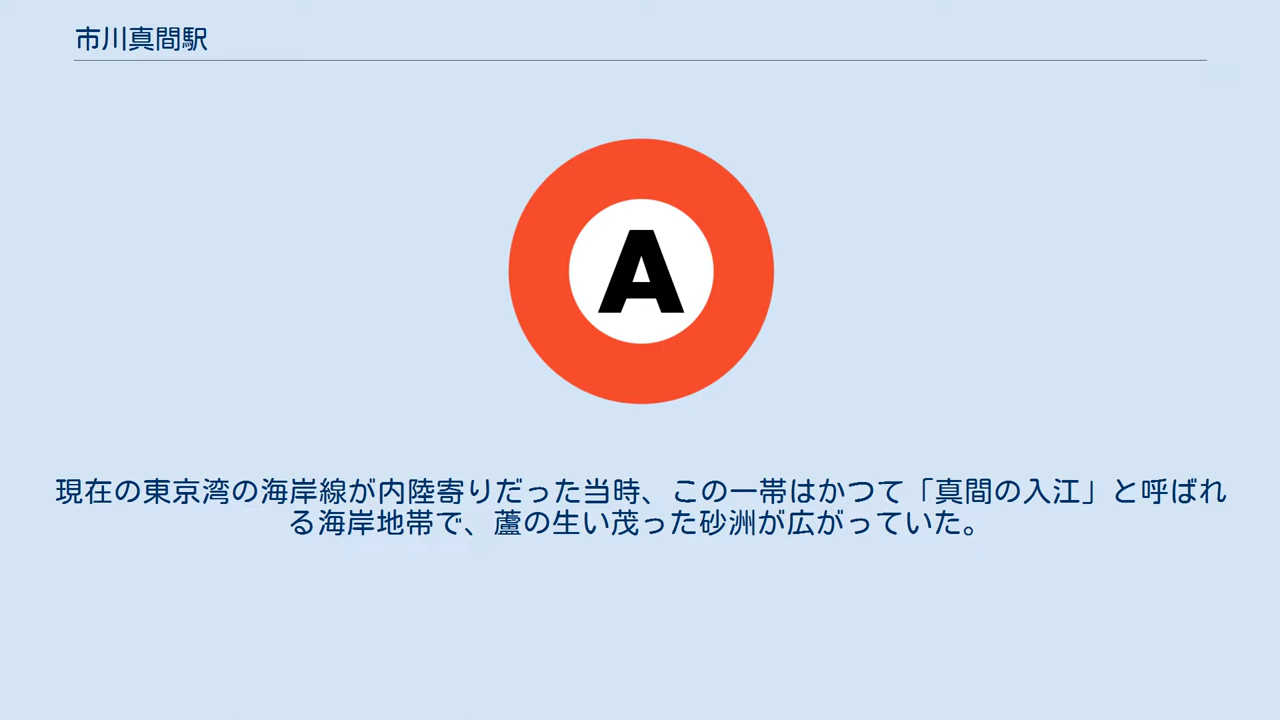 市川真間駅
A
現在の東京湾の海岸線が内陸寄りだった当時、この一帯はかつて「真間の入江」と呼ばれ
る海岸地帯で、蘆の生い茂った砂洲が広がっていた。